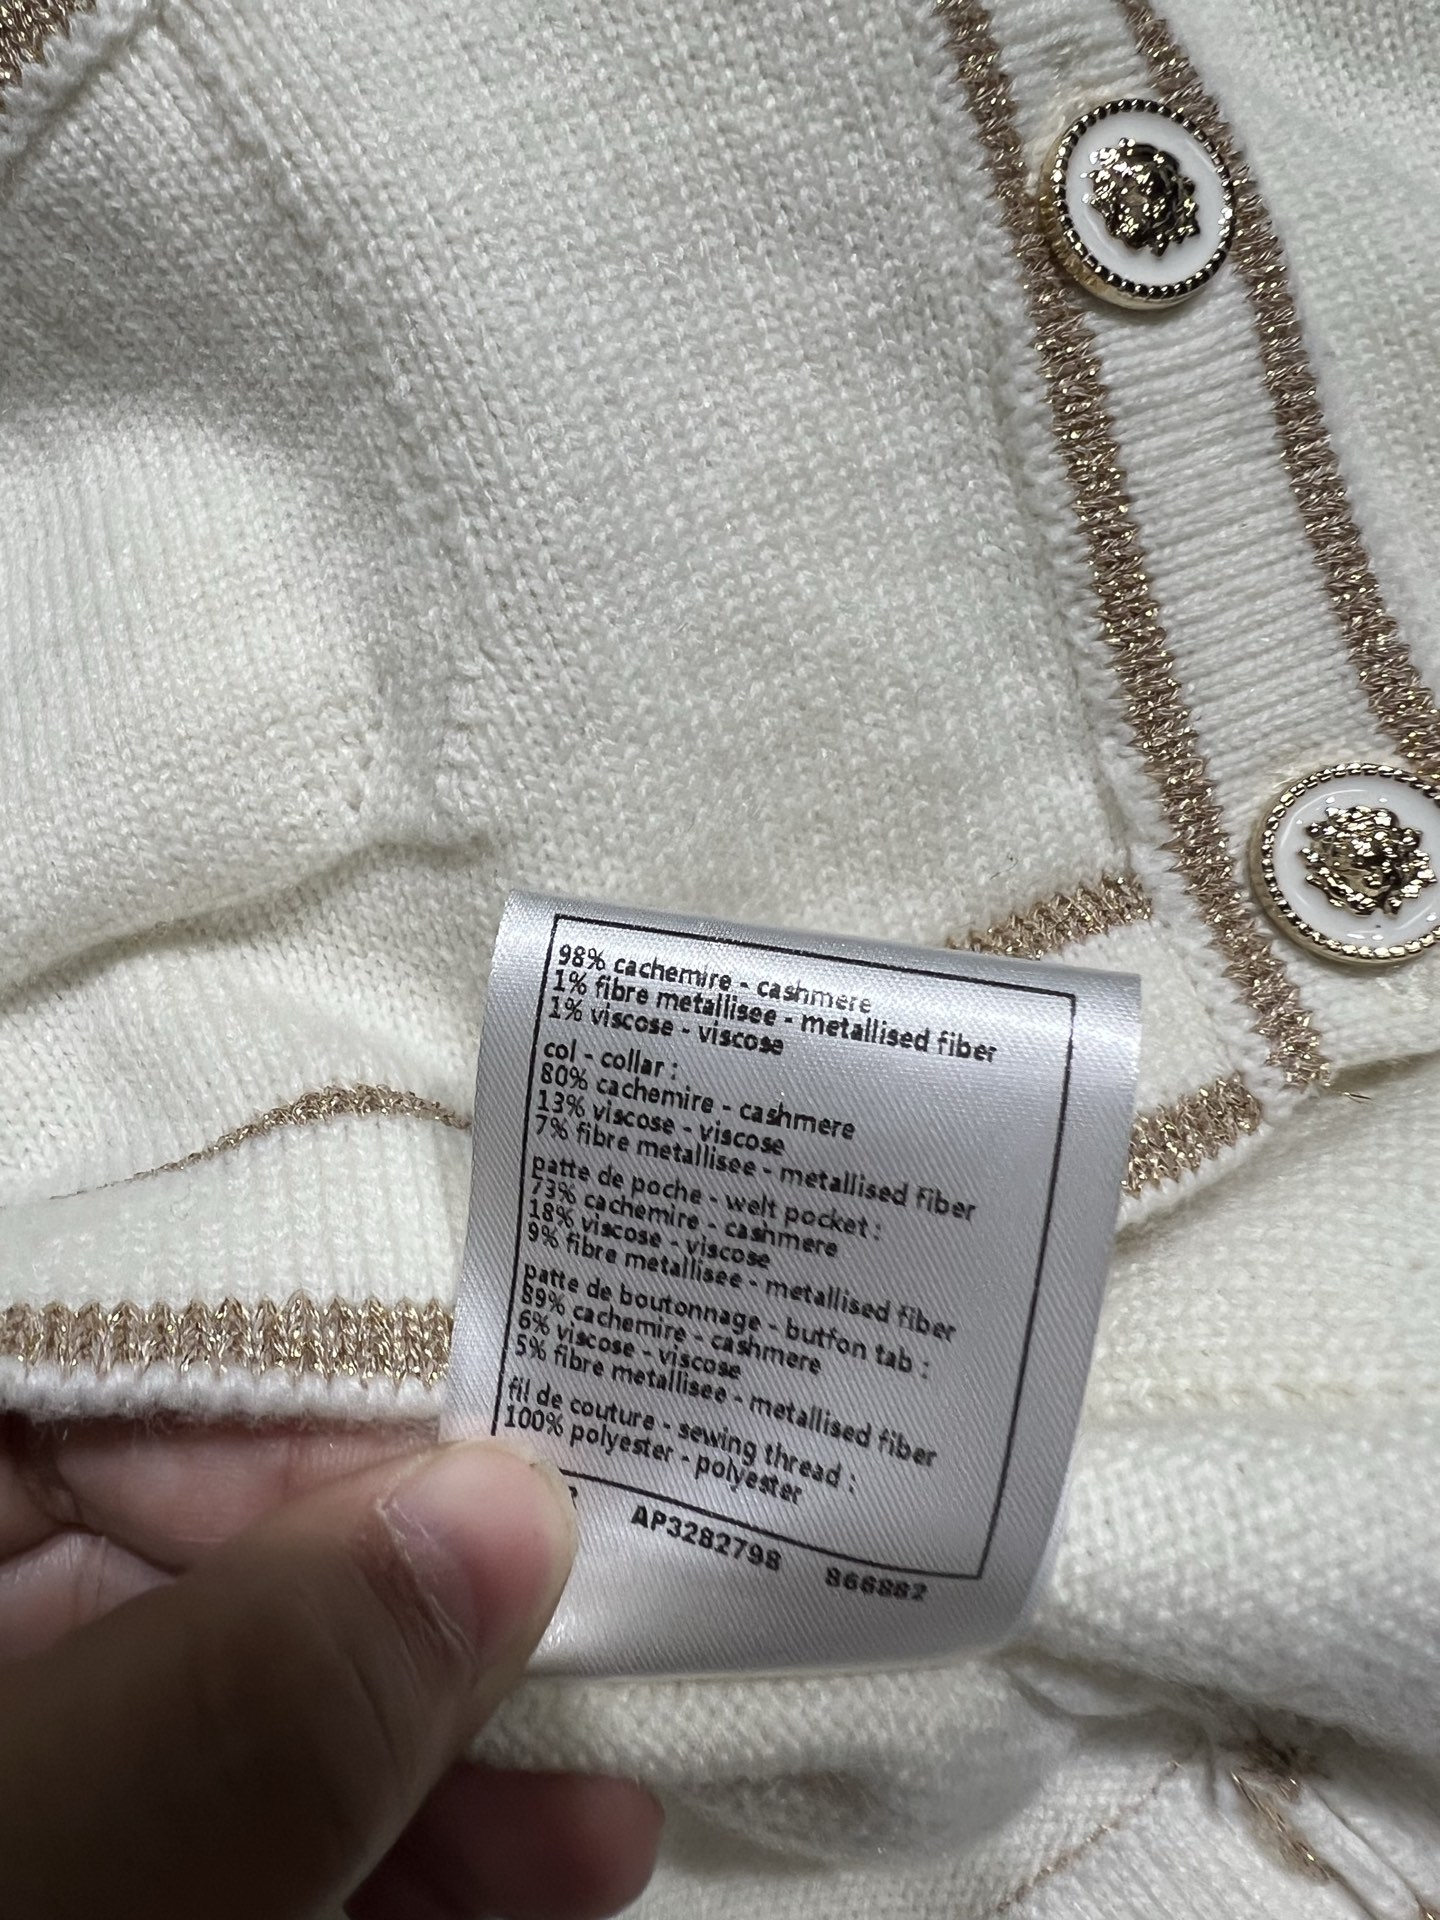 98% cachemire - cashmere
1% fibre metallisee - metallised fiber
1% viscose - viscose
col - collar :
80% cachemire - cashmere
13% viscose - viscose
7% fibre metallisee - metallised fiber
patte de poche - welt pocket :
73% cachemire - cashmere
18% viscose - viscose
9% fibre metallisee - metallised fiber
patte de boutonnage - button tab :
89% cachemire - cashmere
6% viscose - viscose
5% fibre metallisee - metallised fiber
fil de couture - sewing thread :
100% polyester - polyester
AP3282798 866882